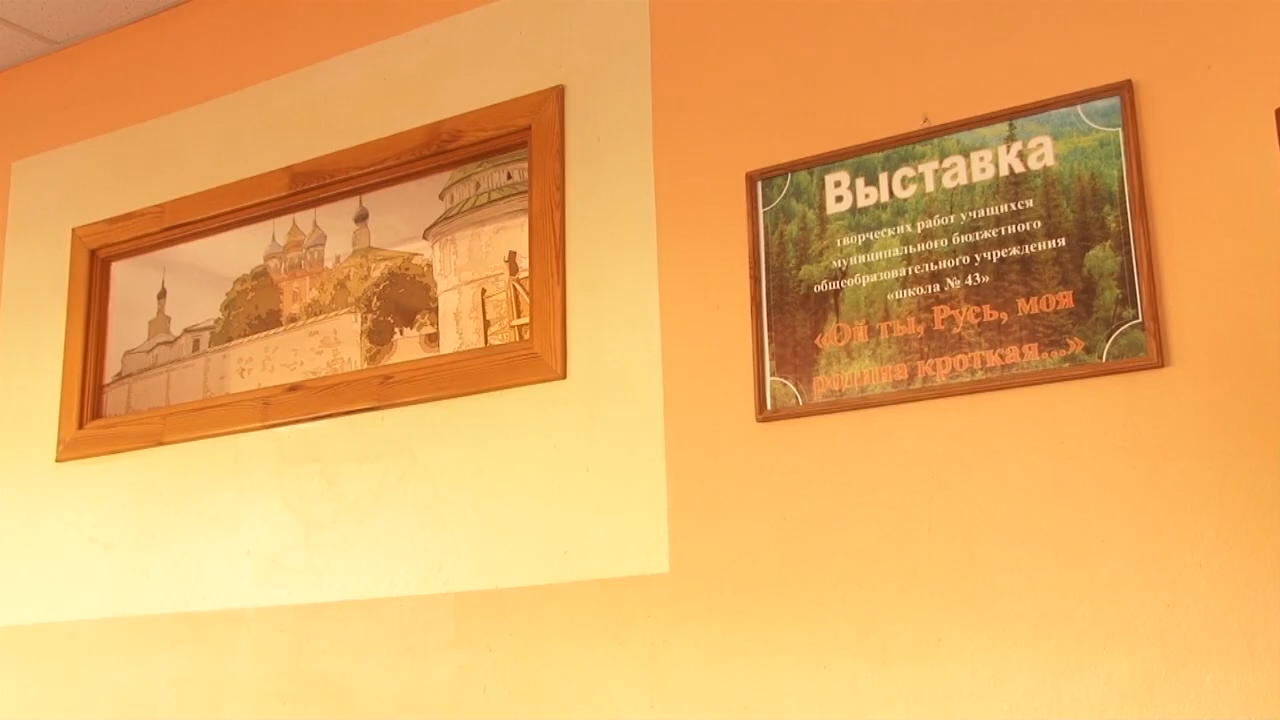 Выставка
творческих работ учащихся
муниципального бюджетного
общеобразовательного учреждения
«школа № 43»
«Ой ты, Русь, моя
родина кроткая...»